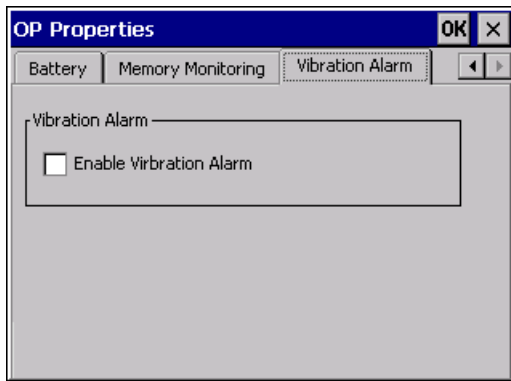 OP Properties OK ×
Battery Memory Monitoring Vibration Alarm
Vibration Alarm
Enable Virbration Alarm